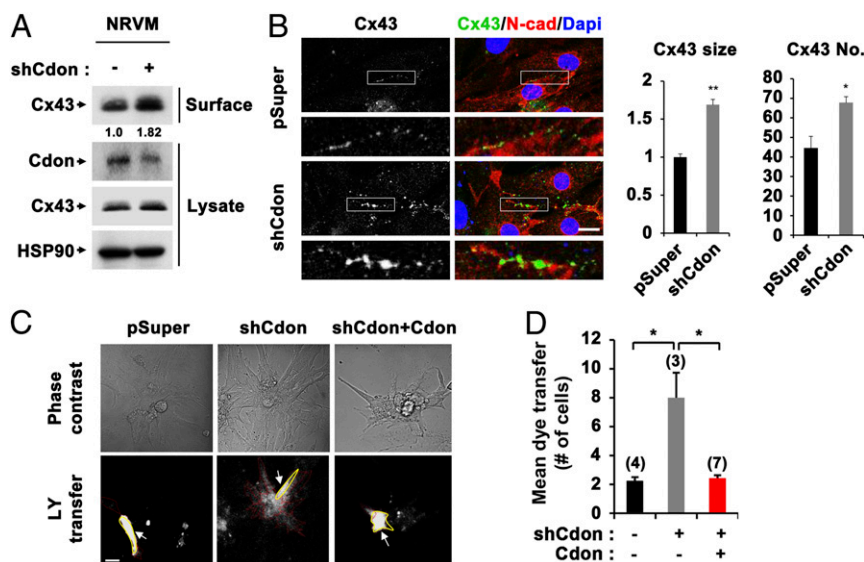 A
NRVM
shCdon : - +
Cx43
Surface
1.0 1.82
Cdon
Cx43
Lysate
HSP90
B
Cx43
Cx43/N-cad/Dapi
pSuper
shCdon
Cx43 size
2
1.5
1
0.5
0
**
pSuper
shCdon
Cx43 No.
80
70
60
50
40
30
20
10
0
*
pSuper
shCdon
C
pSuper shCdon shCdon+Cdon
Phase
contrast
LY
transfer
D
Mean dye transfer
(# of cells)
12
10
8
6
4
2
0
* *
(4) (3) (7)
shCdon : - + +
Cdon : - - +